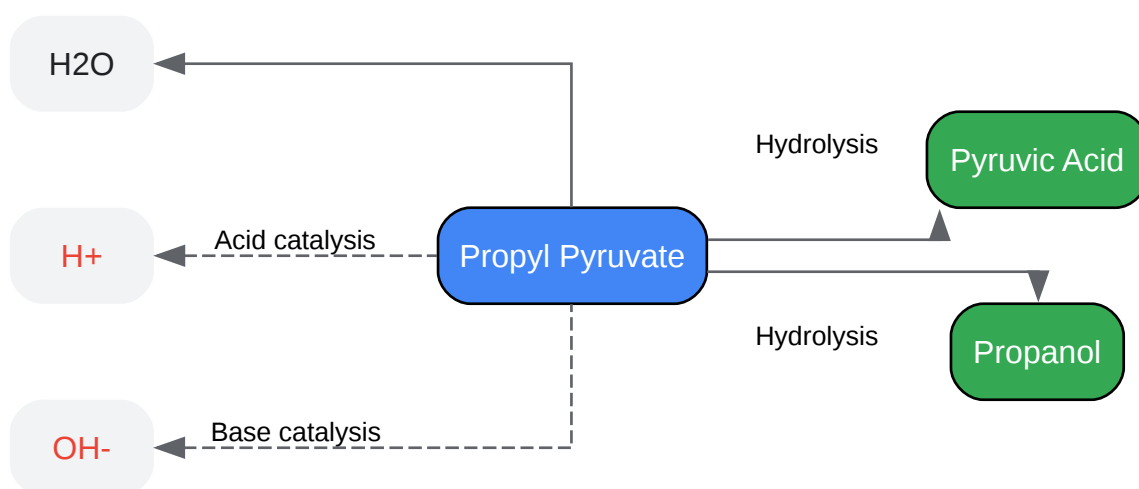 H2O
Hydrolysis
Pyruvic Acid
H+
Acid catalysis
Propyl Pyruvate
Hydrolysis
Propanol
OH-
Base catalysis